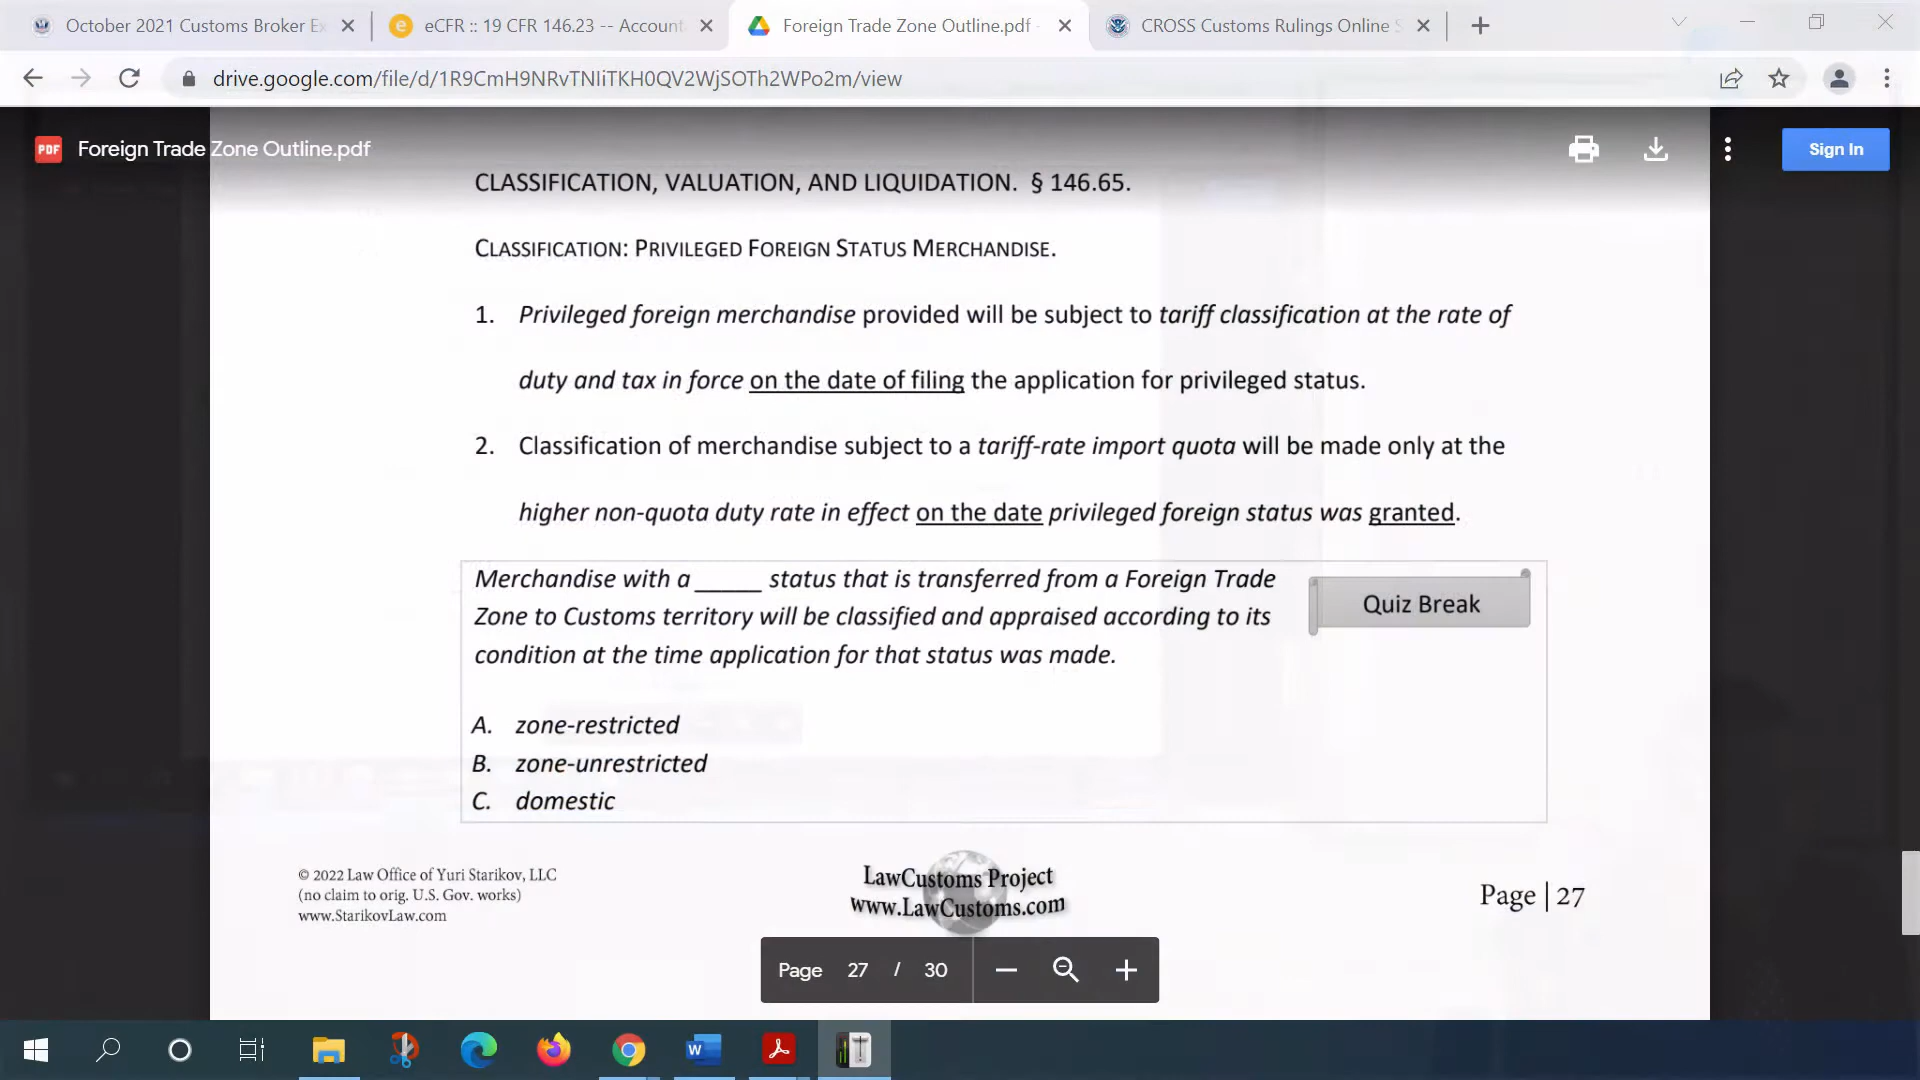 October 2021 Customs Broker Ex
eCFR :: 19 CFR 146.23 -- Account
Foreign Trade Zone Outline.pdf -
CROSS Customs Rulings Online S
drive.google.com/file/d/1R9CmH9NRvTNIiTKH0QV2WjSOTh2WPo2m/view
PDF
Foreign Trade Zone Outline.pdf
Sign In
CLASSIFICATION, VALUATION, AND LIQUIDATION. § 146.65.
CLASSIFICATION: PRIVILEGED FOREIGN STATUS MERCHANDISE.
1. Privileged foreign merchandise provided will be subject to tariff classification at the rate of
duty and tax in force on the date of filing the application for privileged status.
2. Classification of merchandise subject to a tariff-rate import quota will be made only at the
higher non-quota duty rate in effect on the date privileged foreign status was granted.
Merchandise with a _____ status that is transferred from a Foreign Trade
Zone to Customs territory will be classified and appraised according to its
condition at the time application for that status was made.
Quiz Break
A. zone-restricted
B. zone-unrestricted
C. domestic
© 2022 Law Office of Yuri Starikov, LLC
(no claim to orig. U.S. Gov. works)
www.StarikovLaw.com
LawCustoms Project
www.LawCustoms.com
Page | 27
Page 27 / 30